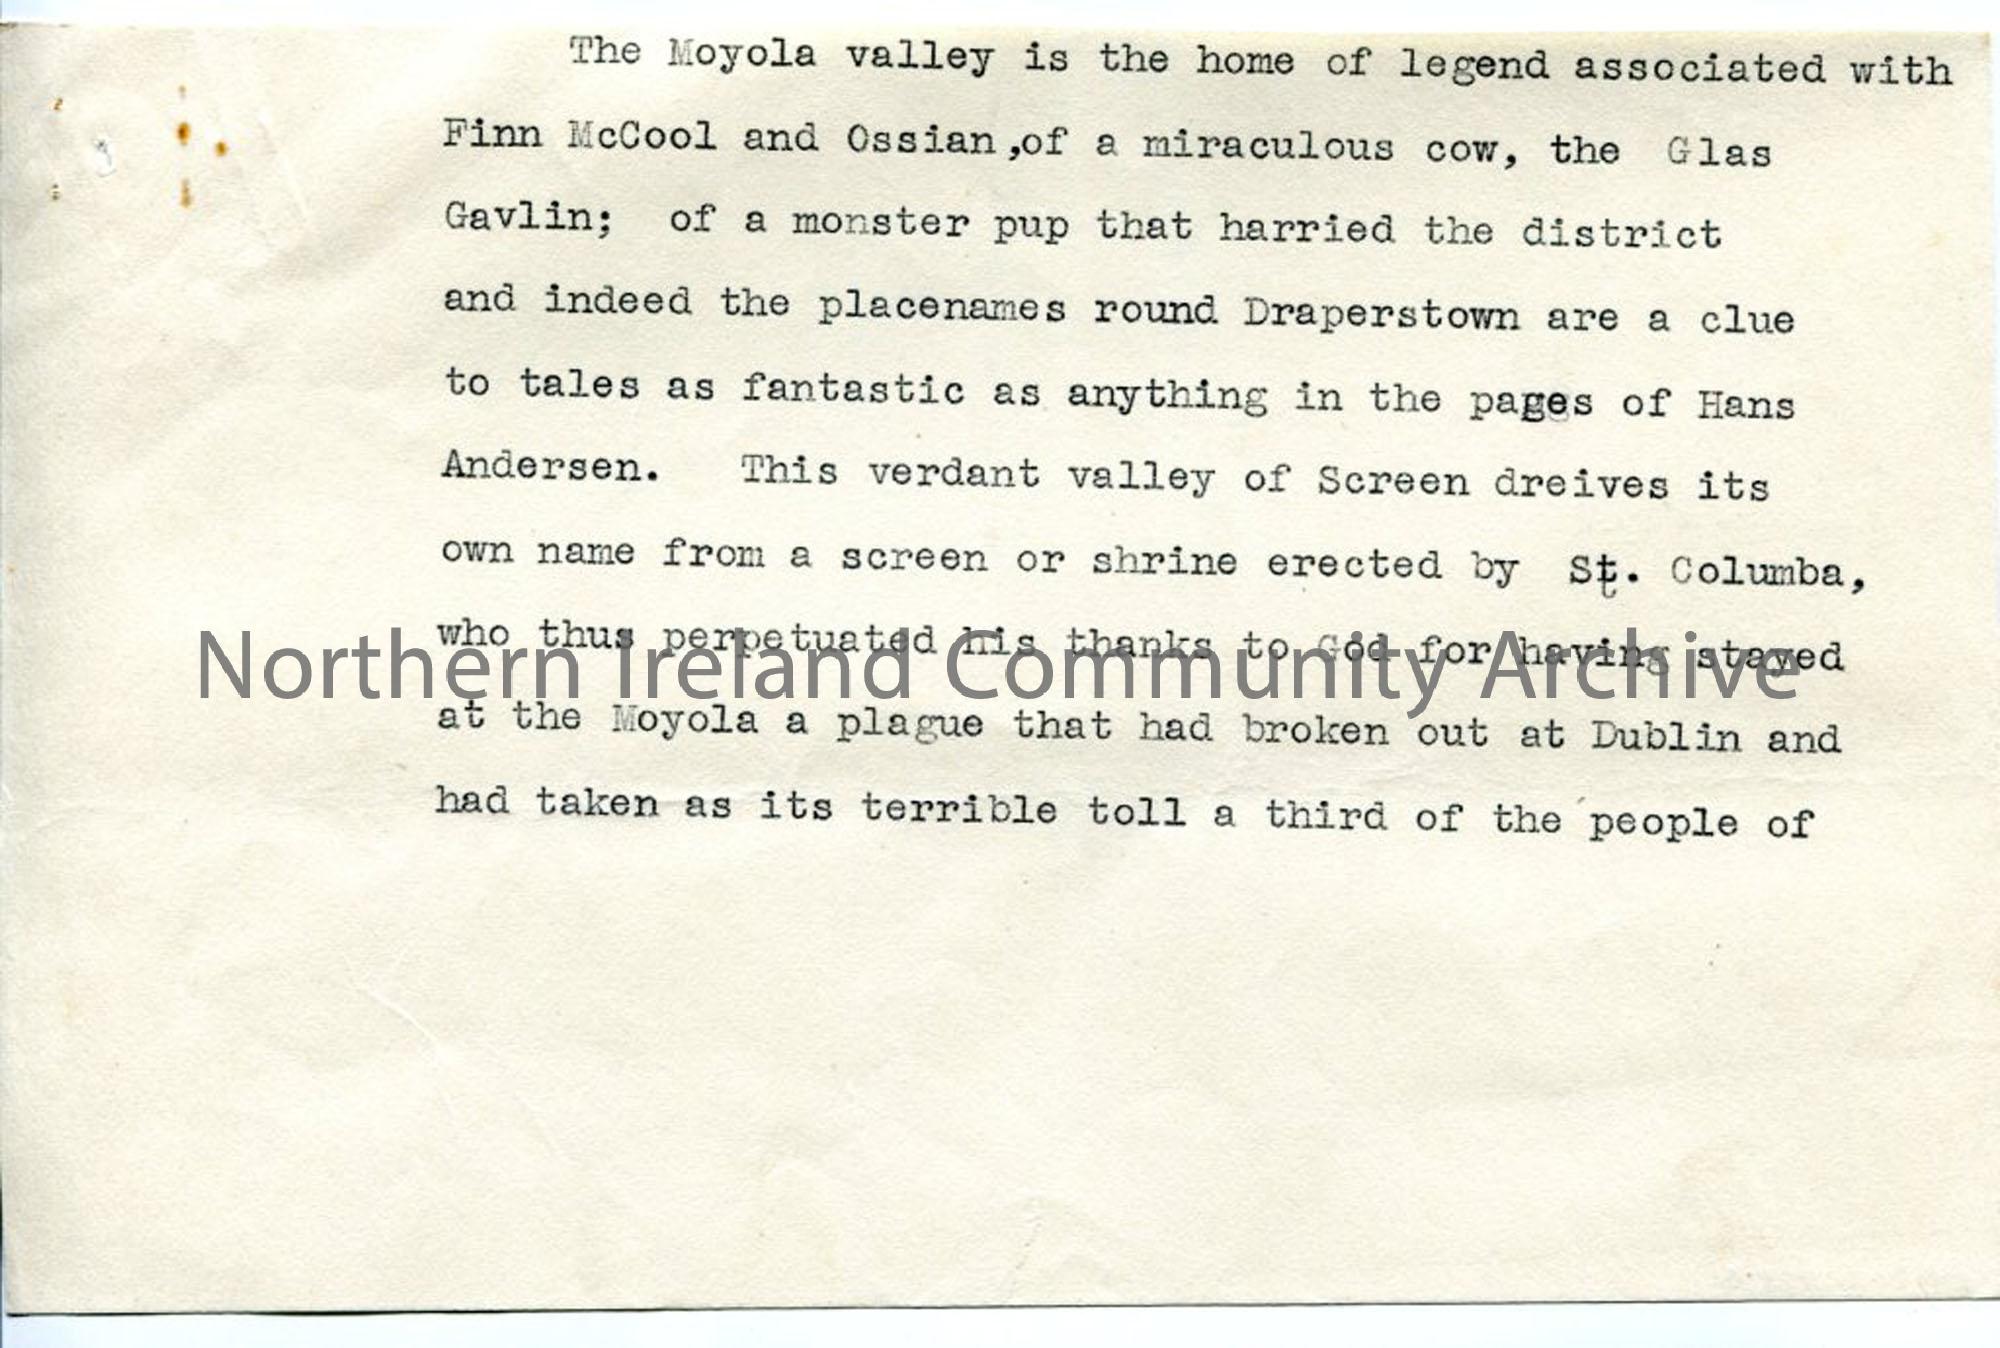 The Moyola valley is the home of legend associated with
Finn McCool and Ossian ,of a miraculous cow, the Glas
Gavlin; of a monster pup that harried the district
and indeed the placenames round Draperstown are a clue
to tales as fantastic as anything in the pages of Hans
Andersen. This verdant valley of Screen dreives its
own name from a screen or shrine erected by St. Columba,
who thus perpetuated his thanks to God for having stayed
Northern Ireland Community Archive
at the Moyola a plague that had broken out at Dublin and
had taken as its terrible toll a third of the people of